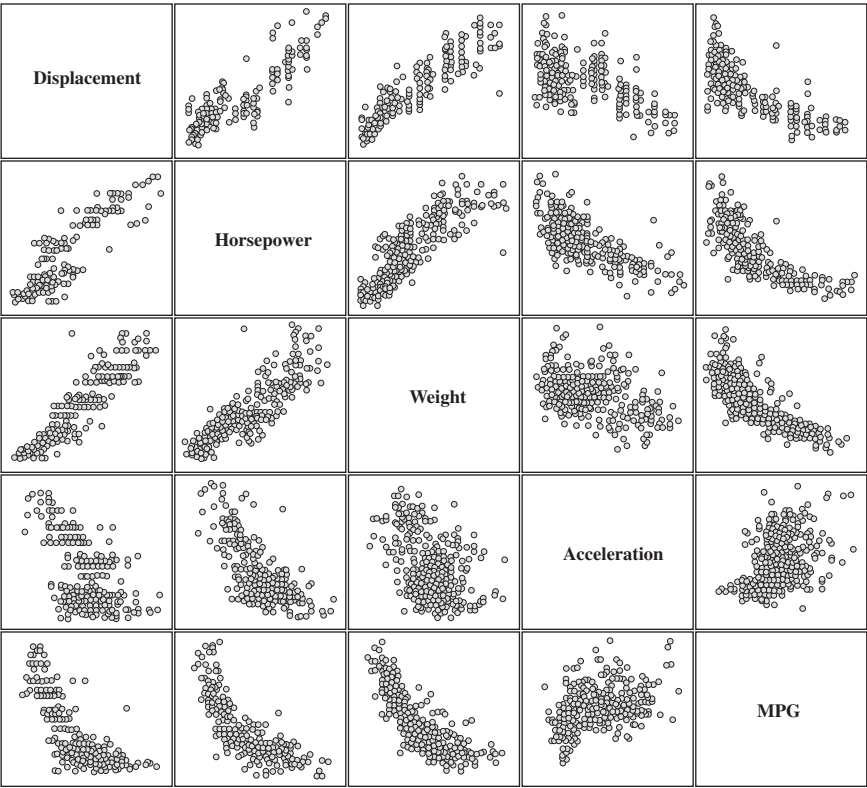 Displacement
Horsepower
Weight
Acceleration
MPG